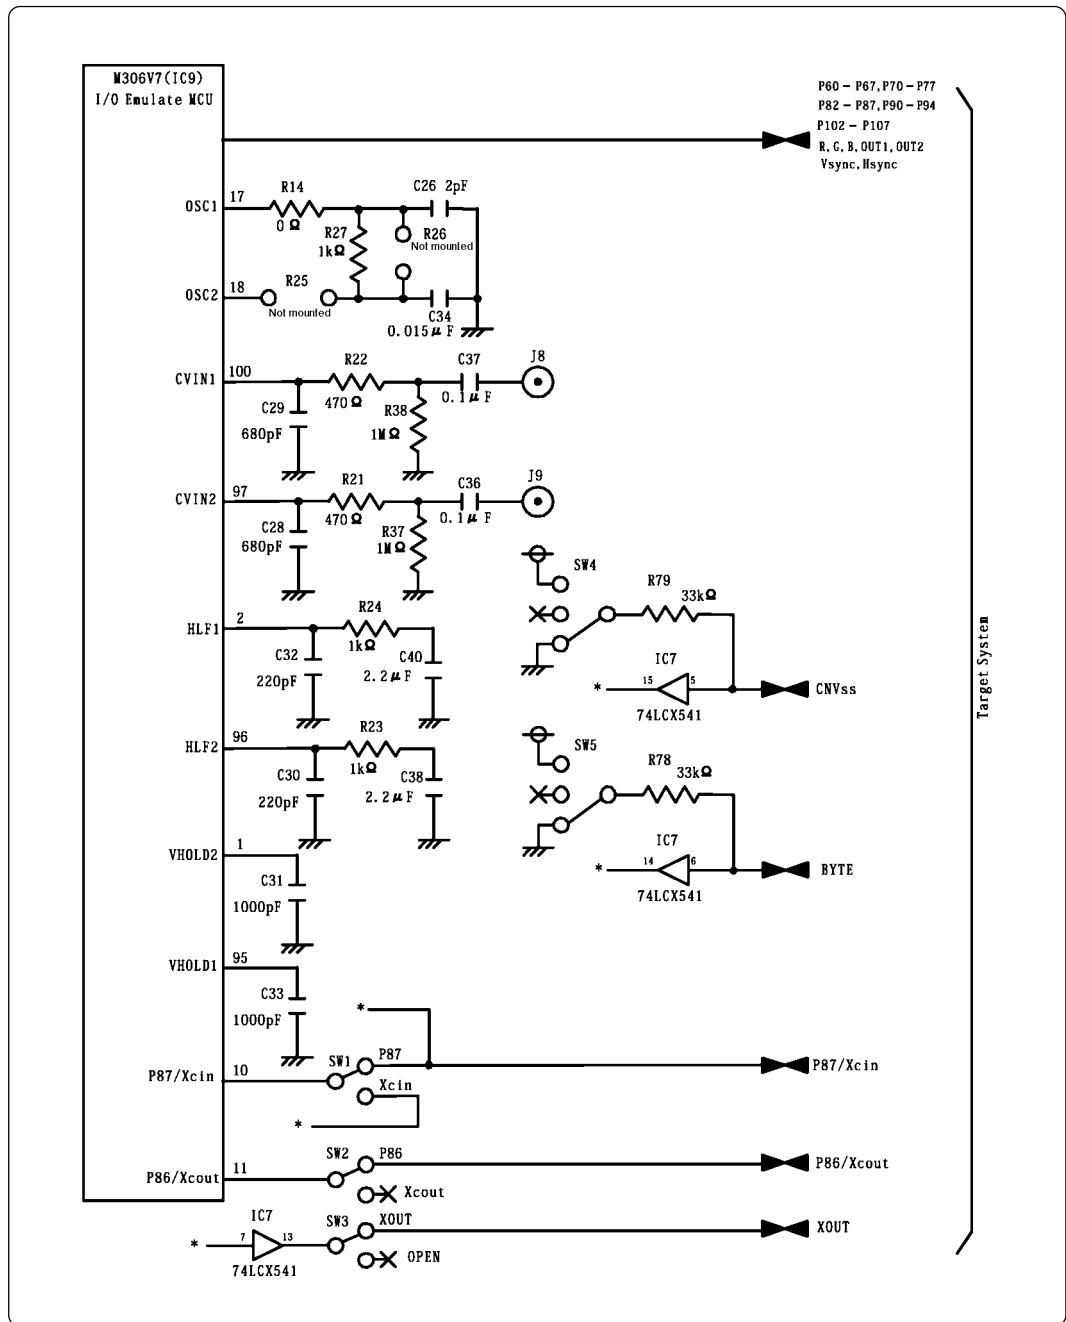 M306V7(IC9)
I/O Emulate MCU
P60 - P67, P70 - P77
P82 - P87, P90 - P94
P102 - P107
R, G, B, OUT1, OUT2
Vsync, Hsync
OSC1
17
R14
0Ω
C26 2pF
R27
1kΩ
R26
Not mounted
OSC2
18
R25
Not mounted
C34
0.015μF
CVIN1
100
R22
470Ω
C37
0.1μF
J8
C29
680pF
R38
1MΩ
CVIN2
97
R21
470Ω
C36
0.1μF
J9
C28
680pF
R37
1MΩ
SW4
R79
33kΩ
HLF1
2
R24
1kΩ
C32
220pF
C40
2.2μF
IC7
* 15 5
74LCX541
CNVss
Target System
HLF2
96
R23
1kΩ
C30
220pF
C38
2.2μF
SW5
R78
33kΩ
IC7
* 14 6
74LCX541
BYTE
VHOLD2
1
C31
1000pF
VHOLD1
95
C33
1000pF
*
P87/Xcin
10
SW1
P87
Xcin
*
P87/Xcin
P86/Xcout
11
SW2
P86
Xcout
P86/Xcout
IC7
* 7 13
74LCX541
SW3
XOUT
OPEN
XOUT